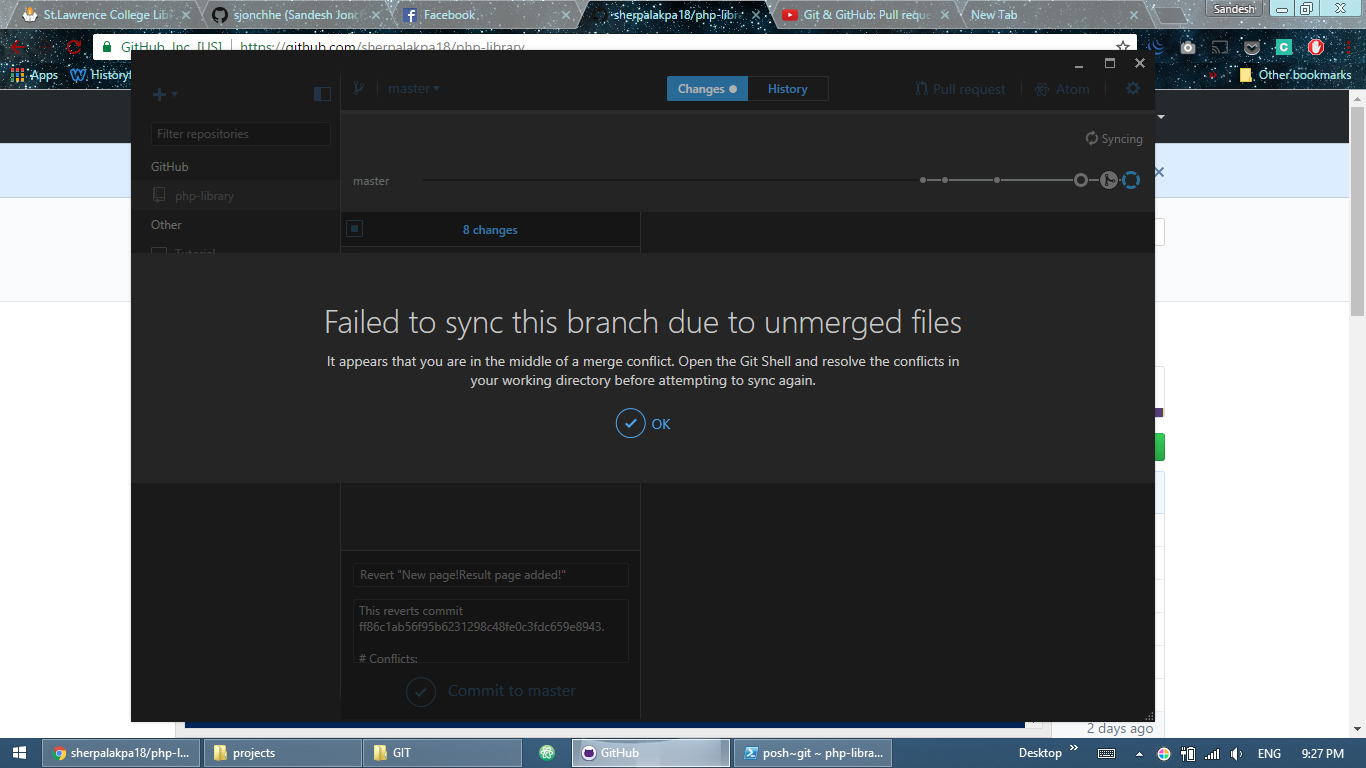 St.Lawrence College Lib
sjonchhe (Sandesh Jonc
Facebook
sherpalakpa18/php-libra
Git & GitHub: Pull reque
New Tab
Sandesh
GitHub, Inc. [US] | https://github.com/sherpalakpa18/php-library
Apps
Other bookmarks
master
Changes
History
Pull request
Atom
Filter repositories
Syncing
GitHub
master
php-library
Other
8 changes
Tutorial
Failed to sync this branch due to unmerged files
It appears that you are in the middle of a merge conflict. Open the Git Shell and resolve the conflicts in
your working directory before attempting to sync again.
OK
Revert "New page!Result page added!"
This reverts commit
ff86c1ab56f95b6231298c48fe0c3fdc659e8943.
# Conflicts:
Commit to master
2 days ago
sherpalakpa18/php-l...
projects
GIT
GitHub
posh~git ~ php-libra...
Desktop
ENG
9:27 PM